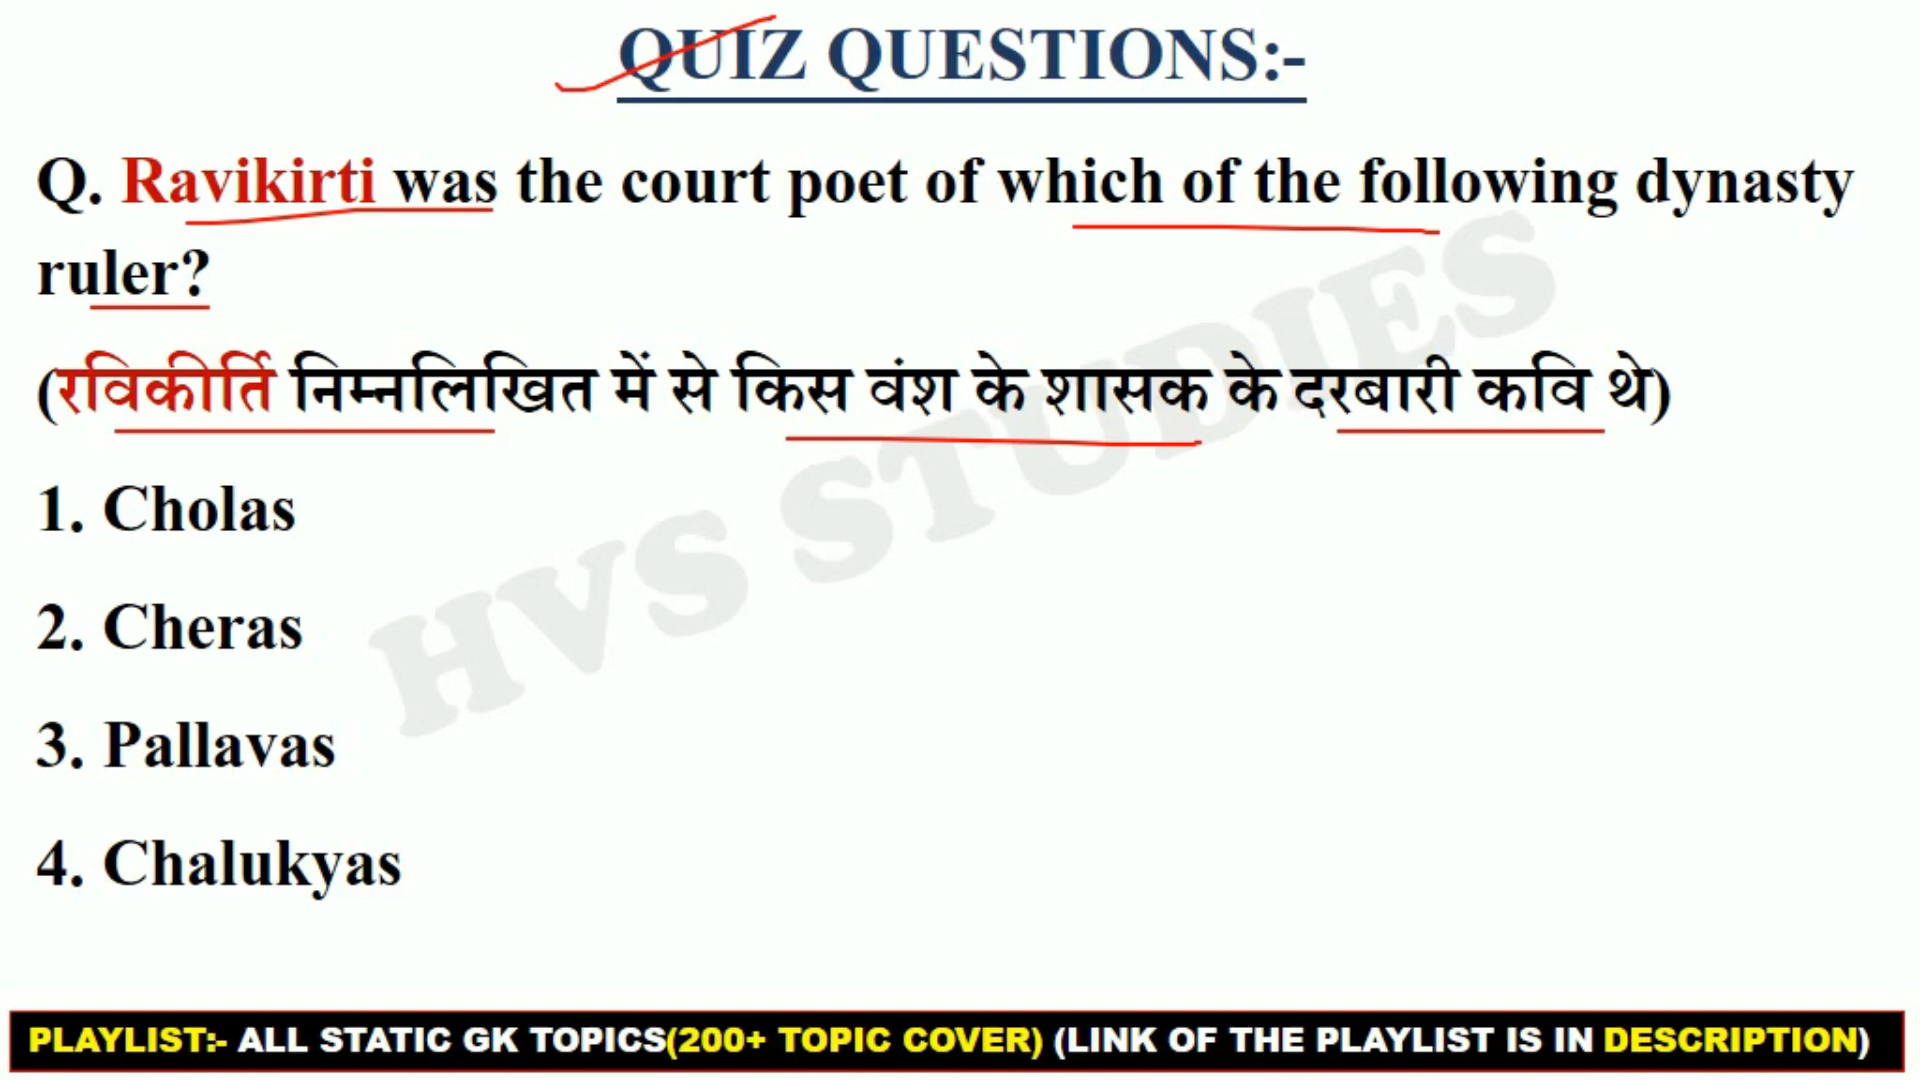 QUIZ QUESTIONS:-
Q. Ravikirti was the court poet of which of the following dynasty
ruler?
(रविकीर्ति निम्नलिखित में से किस वंश के शासक के दरबारी कवि थे)
1. Cholas
2. Cheras
3. Pallavas
4. Chalukyas
HVS STUDIES
PLAYLIST:- ALL STATIC GK TOPICS(200+ TOPIC COVER) (LINK OF THE PLAYLIST IS IN DESCRIPTION)